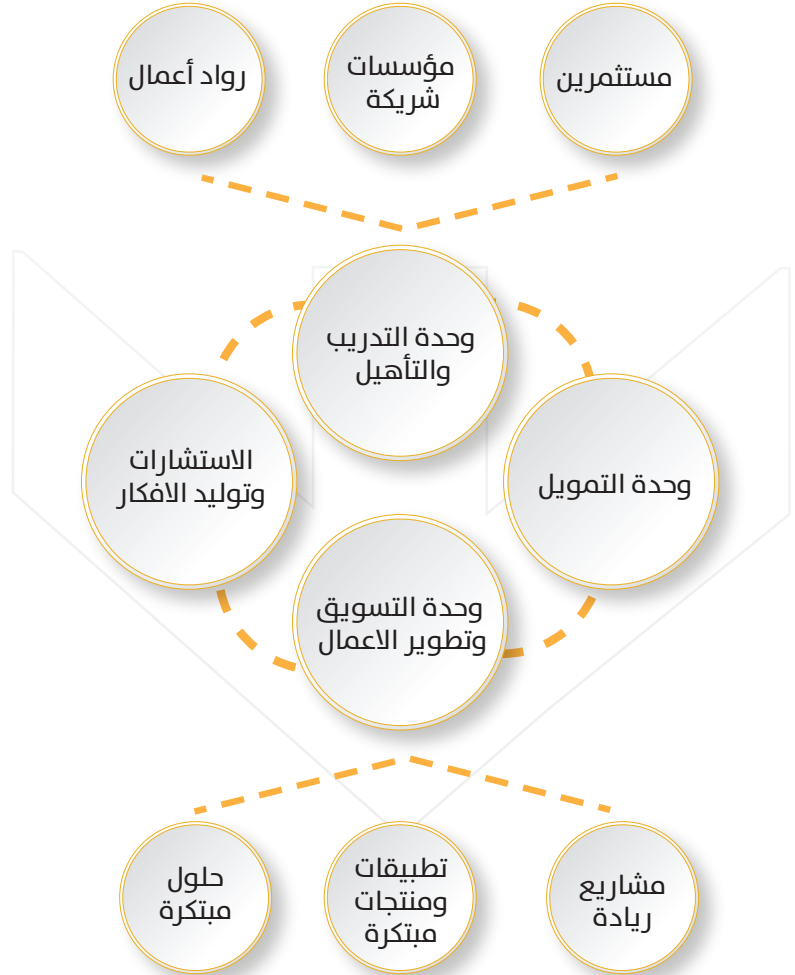 مستثمرين
مؤسسات
شريكة
رواد أعمال
وحدة التدريب
والتأهيل
وحدة التمويل
الاستشارات
وتوليد الافكار
وحدة التسويق
وتطوير الاعمال
مشاريع
ريادة
تطبيقات
ومنتجات
مبتكرة
حلول
مبتكرة